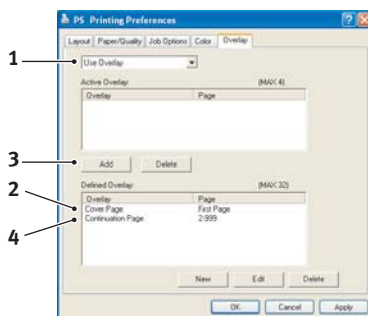 PS Printing Preferences
Layout Paper/Quality Job Options Color Overlay
1 Use Overlay
Active Overlay: (MAX 4)
Overlay Page
3 Add Delete
Defined Overlay: (MAX 32)
Overlay Page
2 Cover Page First Page
4 Continuation Page 2-999
New Edit Delete
OK Cancel Apply